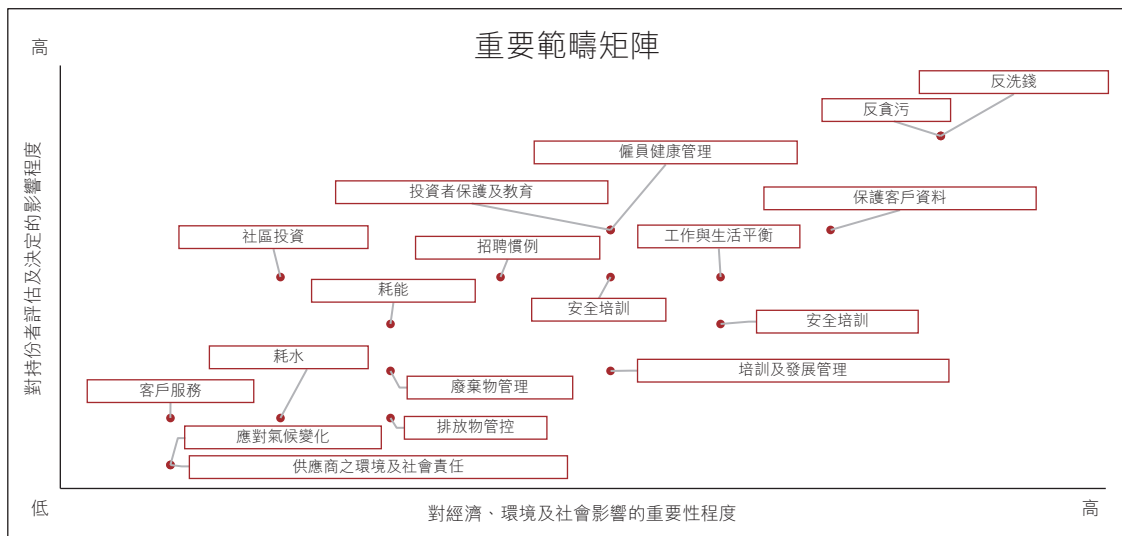 重要範疇矩陣
高
反洗錢
反貪污
僱員健康管理
投資者保護及教育
保護客戶資料
社區投資
招聘慣例
工作與生活平衡
耗能
安全培訓
安全培訓
耗水
廢棄物管理
培訓及發展管理
客戶服務
排放物管控
應對氣候變化
供應商之環境及社會責任
對持份者評估及決定的影響程度
低
對經濟、環境及社會影響的重要性程度
高